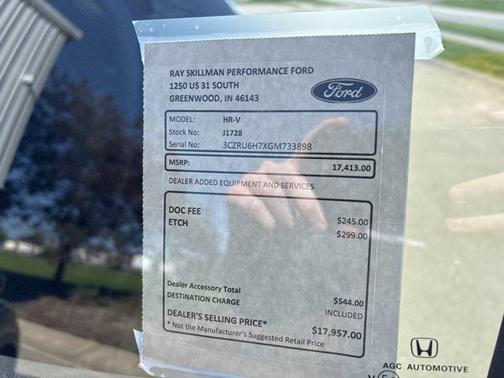 RAY SKILLMAN PERFORMANCE FORD
1250 US 31 SOUTH
GREENWOOD, IN 46143
Ford
MODEL: HR-V
Stock No: J1728
Serial No: 3CZRU6H7XGM733898
MSRP: 17,413.00
DEALER ADDED EQUIPMENT AND SERVICES
DOC FEE $245.00
ETCH $299.00
Dealer Accessory Total $544.00
DESTINATION CHARGE INCLUDED
DEALER'S SELLING PRICE* $17,957.00
* Not the Manufacturer's Suggested Retail Price
AGC AUTOMOTIVE